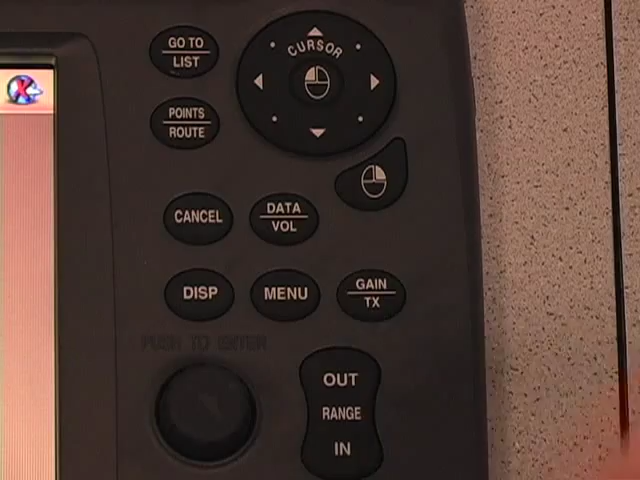 GO TO
LIST
CURSOR
POINTS
ROUTE
CANCEL
DATA
VOL
DISP
MENU
GAIN
TX
PUSH TO ENTER
OUT
RANGE
IN